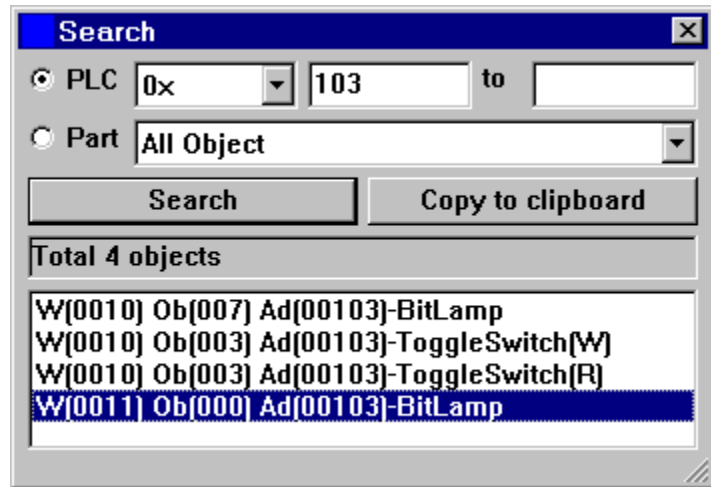 Search
PLC 0x 103 to
Part All Object
Search Copy to clipboard
Total 4 objects
W(0010) Ob(007) Ad(00103)-BitLamp
W(0010) Ob(003) Ad(00103)-ToggleSwitch(W)
W(0010) Ob(003) Ad(00103)-ToggleSwitch(R)
W(0011) Ob(000) Ad(00103)-BitLamp